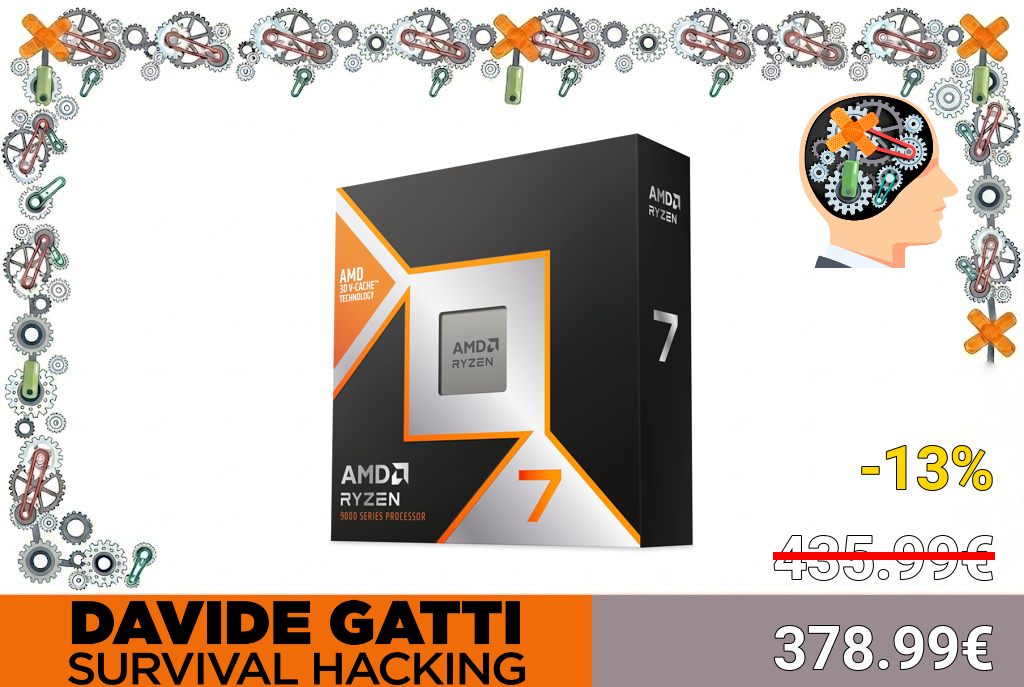 AMD
RYZEN
7
AMD
3D V-CACHE™
TECHNOLOGY
AMD
RYZEN
AMD
RYZEN
9000 SERIES PROCESSOR
7
-13%
435.99€
378.99€
DAVIDE GATTI
SURVIVAL HACKING